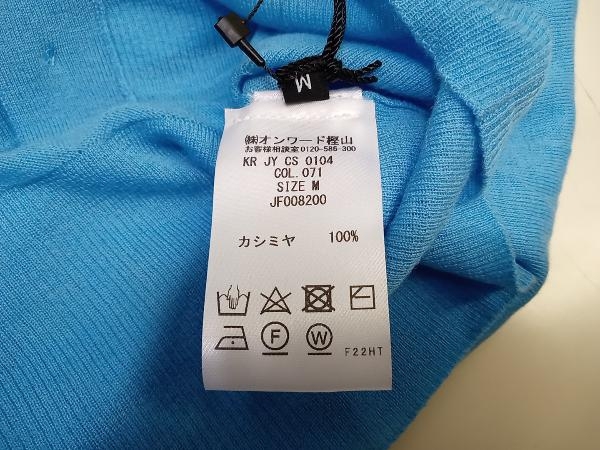 M
㈱オンワード樫山
お客様相談室0120-586-300
KR JY CS 0104
COL.071
SIZE M
JF008200
カシミヤ 100%
F W
F22HT